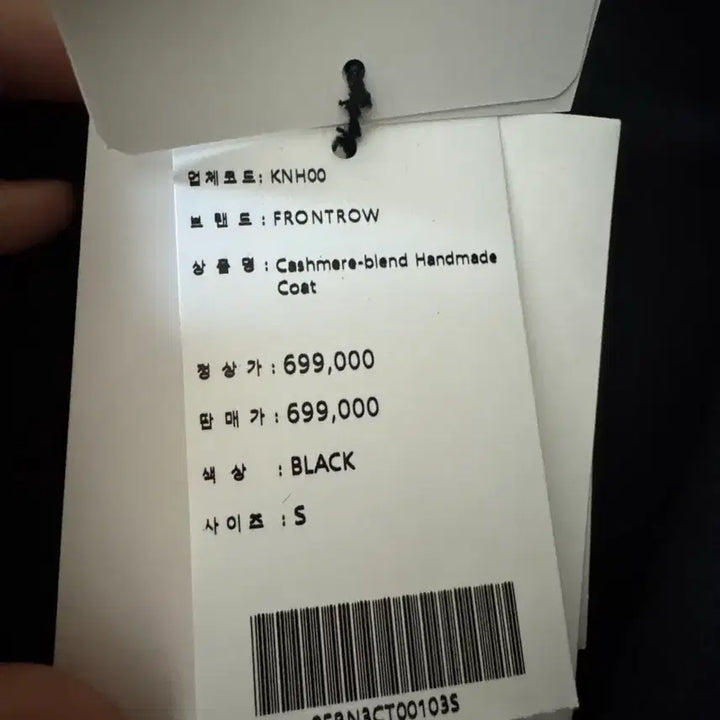 업체코드: KNH00
브 랜 드 : FRONTROW
상 품 명 : Cashmere-blend Handmade
Coat
정 상 가 : 699,000
판 매 가 : 699,000
색 상 : BLACK
사 이 즈 : S